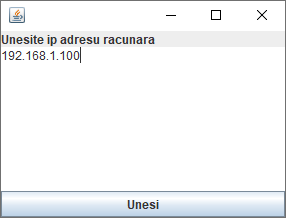 Unesite ip adresu racunara
192.168.1.100
Unesi